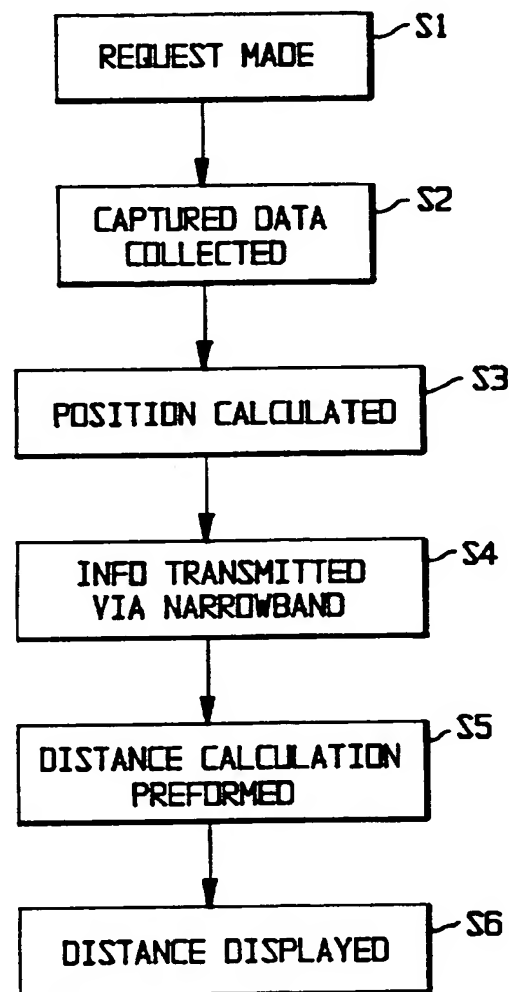 REQUEST MADE
S1
CAPTURED DATA
COLLECTED
S2
POSITION CALCULATED
S3
INFO TRANSMITTED
VIA NARROWBAND
S4
DISTANCE CALCULATION
PREFORMED
S5
DISTANCE DISPLAYED
S6